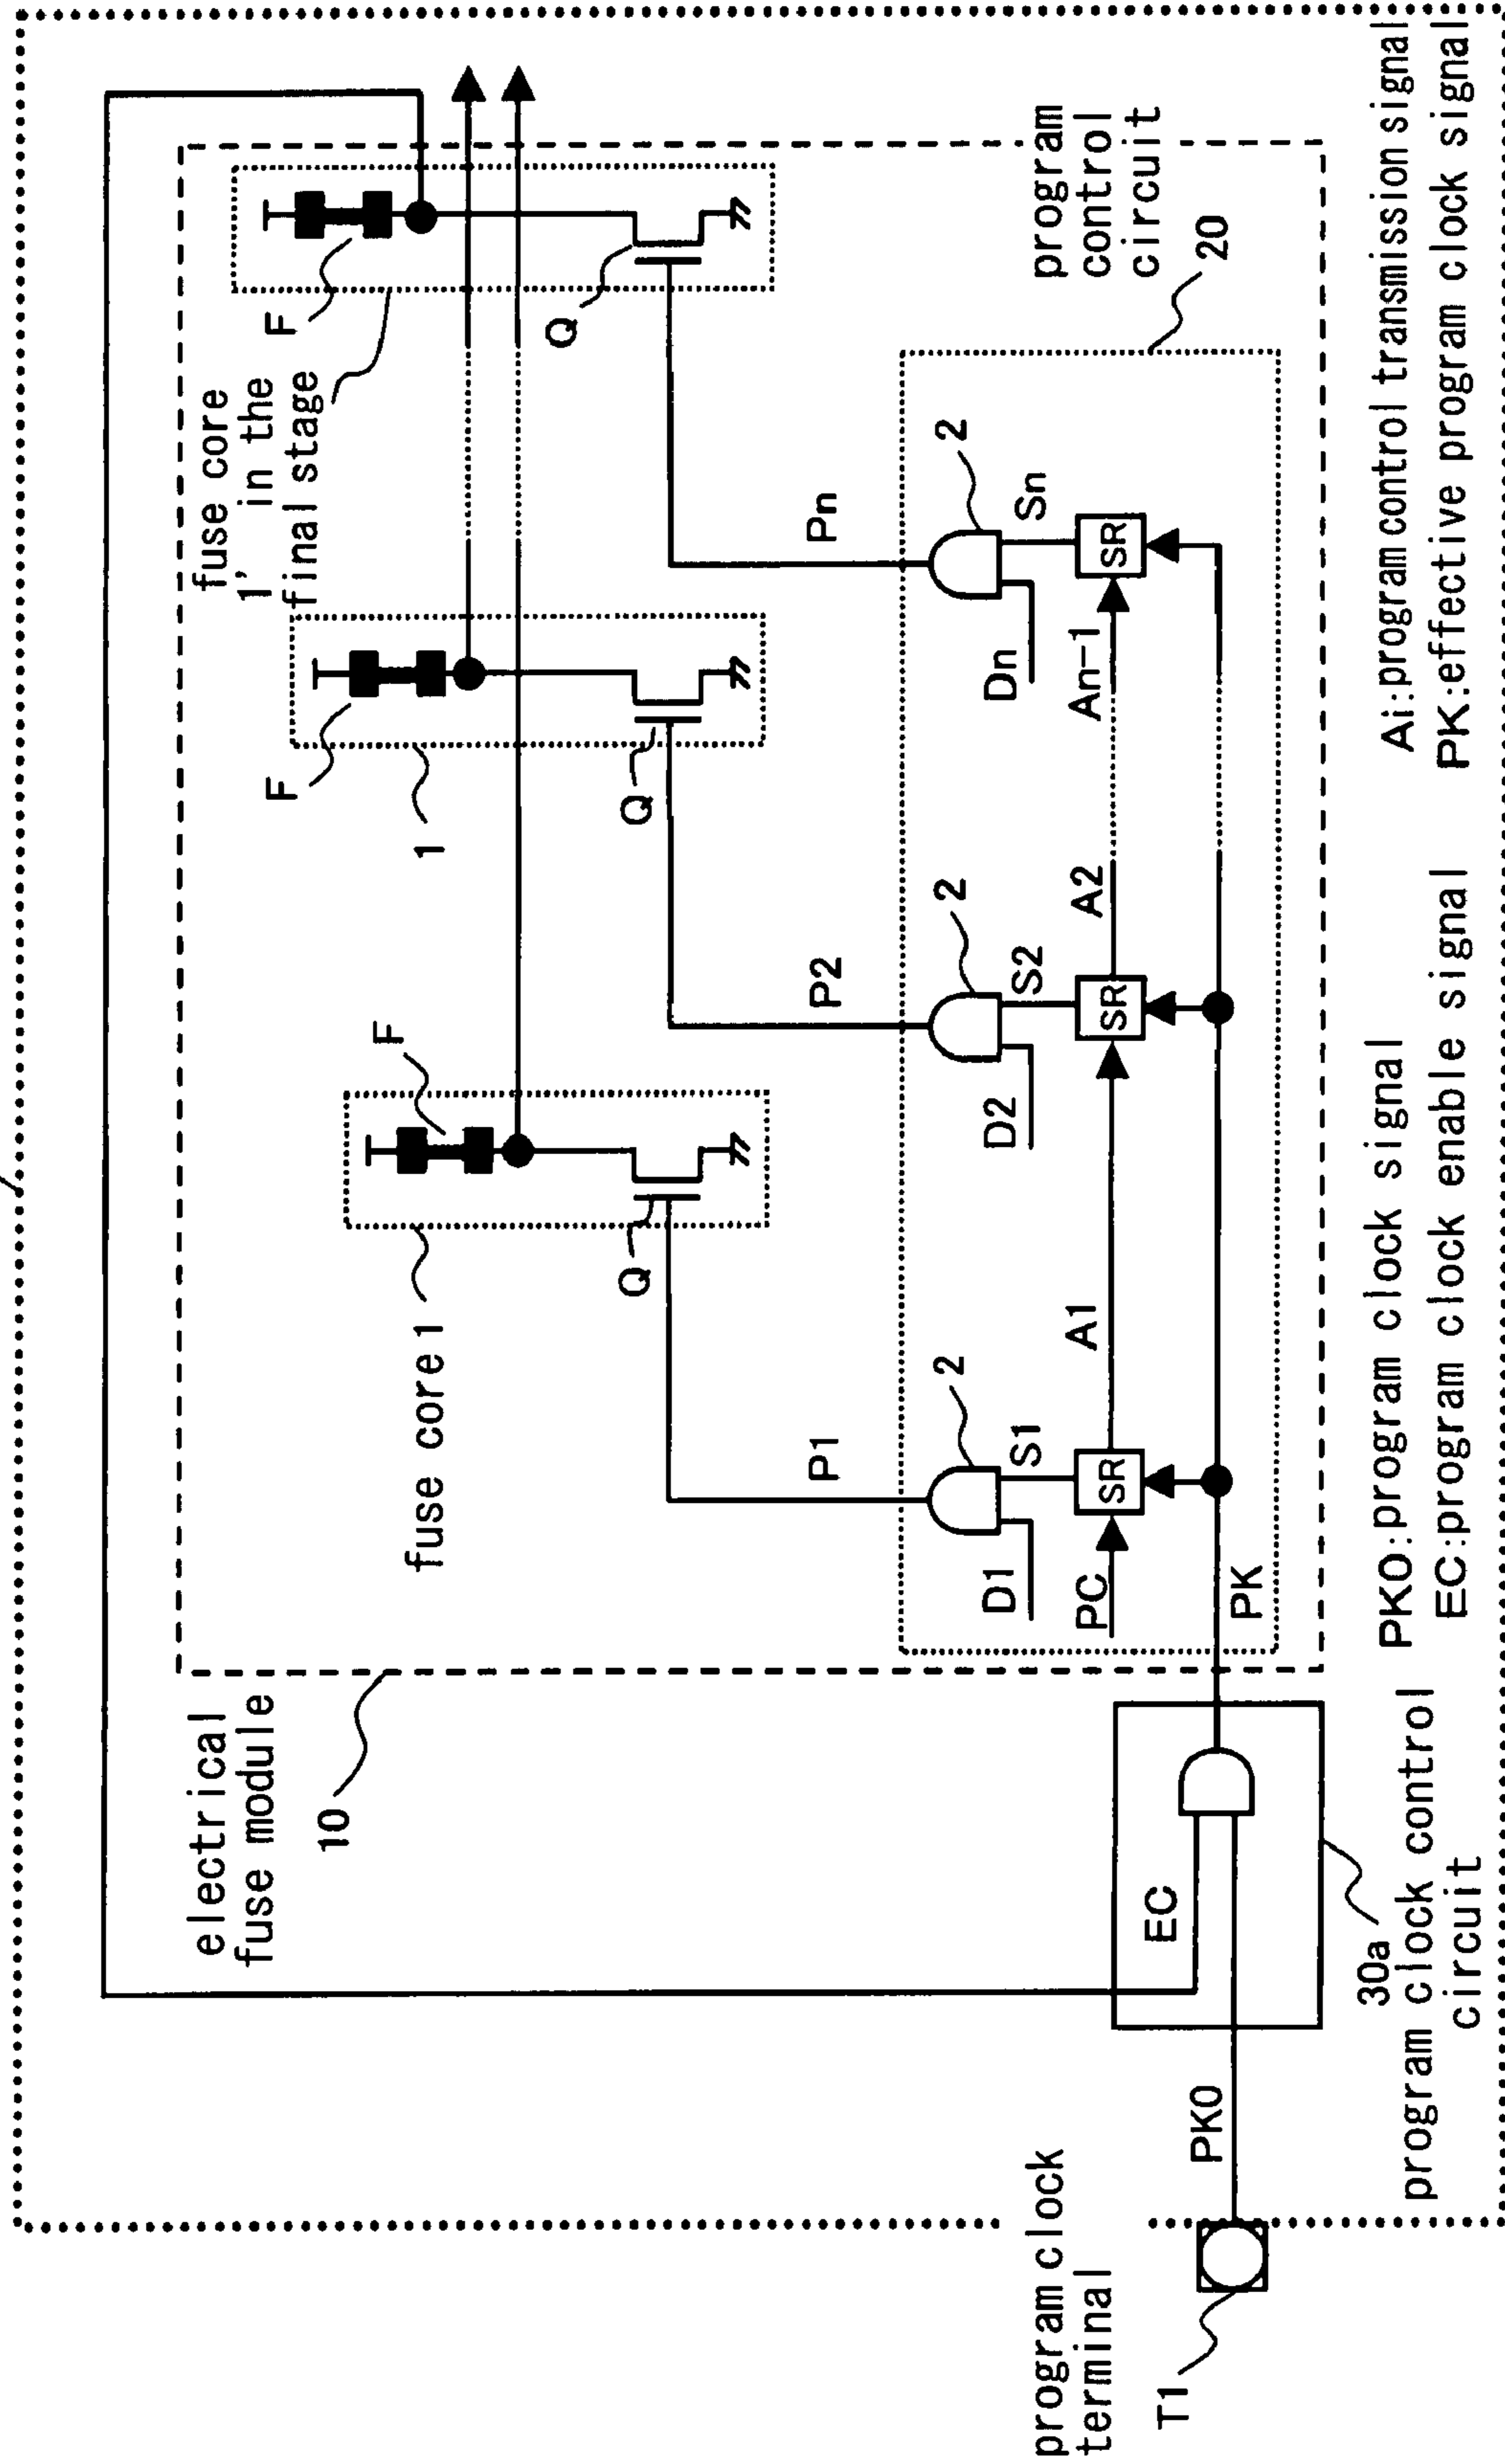 electrical
fuse module
10
fuse core 1
F
Q
F
1
Q
fuse core
1' in the
final stage
F
Q
P1
P2
Pn
program
control
circuit
20
2
D1
S1
2
D2
S2
2
Dn
Sn
PC
SR
A1
SR
A2
An-1
SR
PK
EC
30a
program clock control
circuit
program clock
terminal
T1
PK0
PK0:program clock signal
EC:program clock enable signal
Ai:program control transmission signal
PK:effective program clock signal